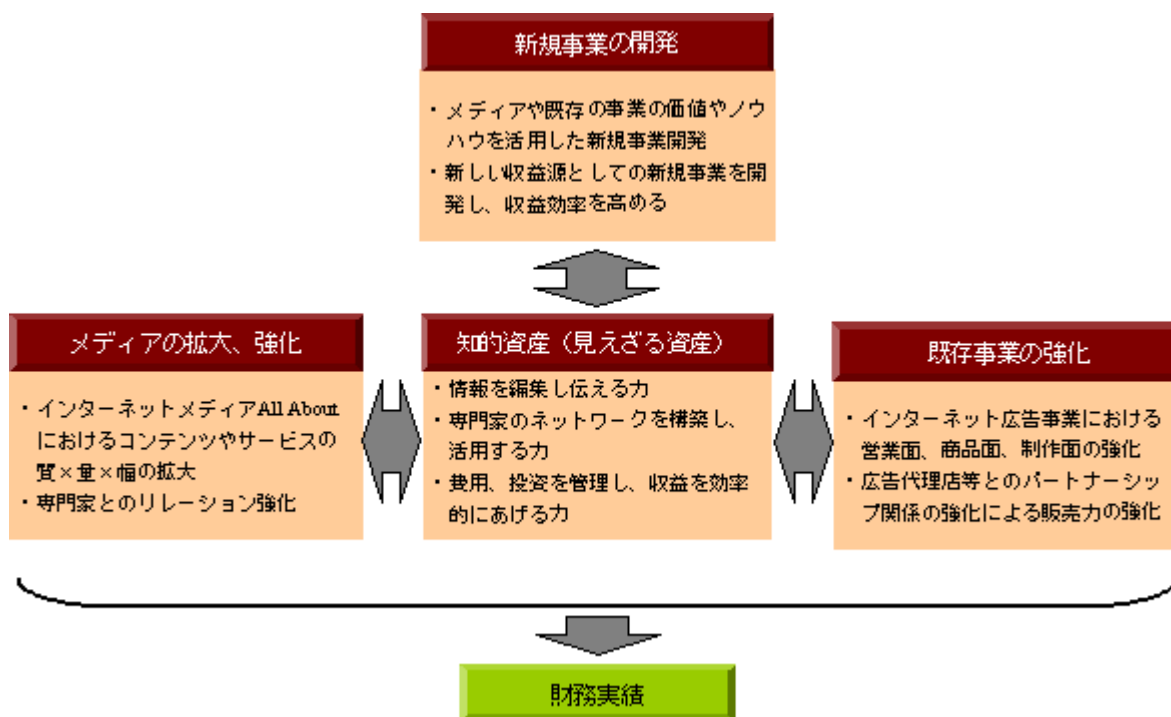 新規事業の開発
・メディアや既存の事業の価値やノウ
ハウを活用した新規事業開発
・新しい収益源としての新規事業を開
発し、収益効率を高める
メディアの拡大、強化
・インターネットメディアAll About
におけるコンテンツやサービスの
質×量×幅の拡大
・専門家とのリレーション強化
知的資産（見えざる資産）
・情報を編集し伝える力
・専門家のネットワークを構築し、
活用する力
・費用、投資を管理し、収益を効率
的にあげる力
既存事業の強化
・インターネット広告事業における
営業面、商品面、制作面の強化
・広告代理店等とのパートナーシッ
プ関係の強化による販売力の強化
財務実績